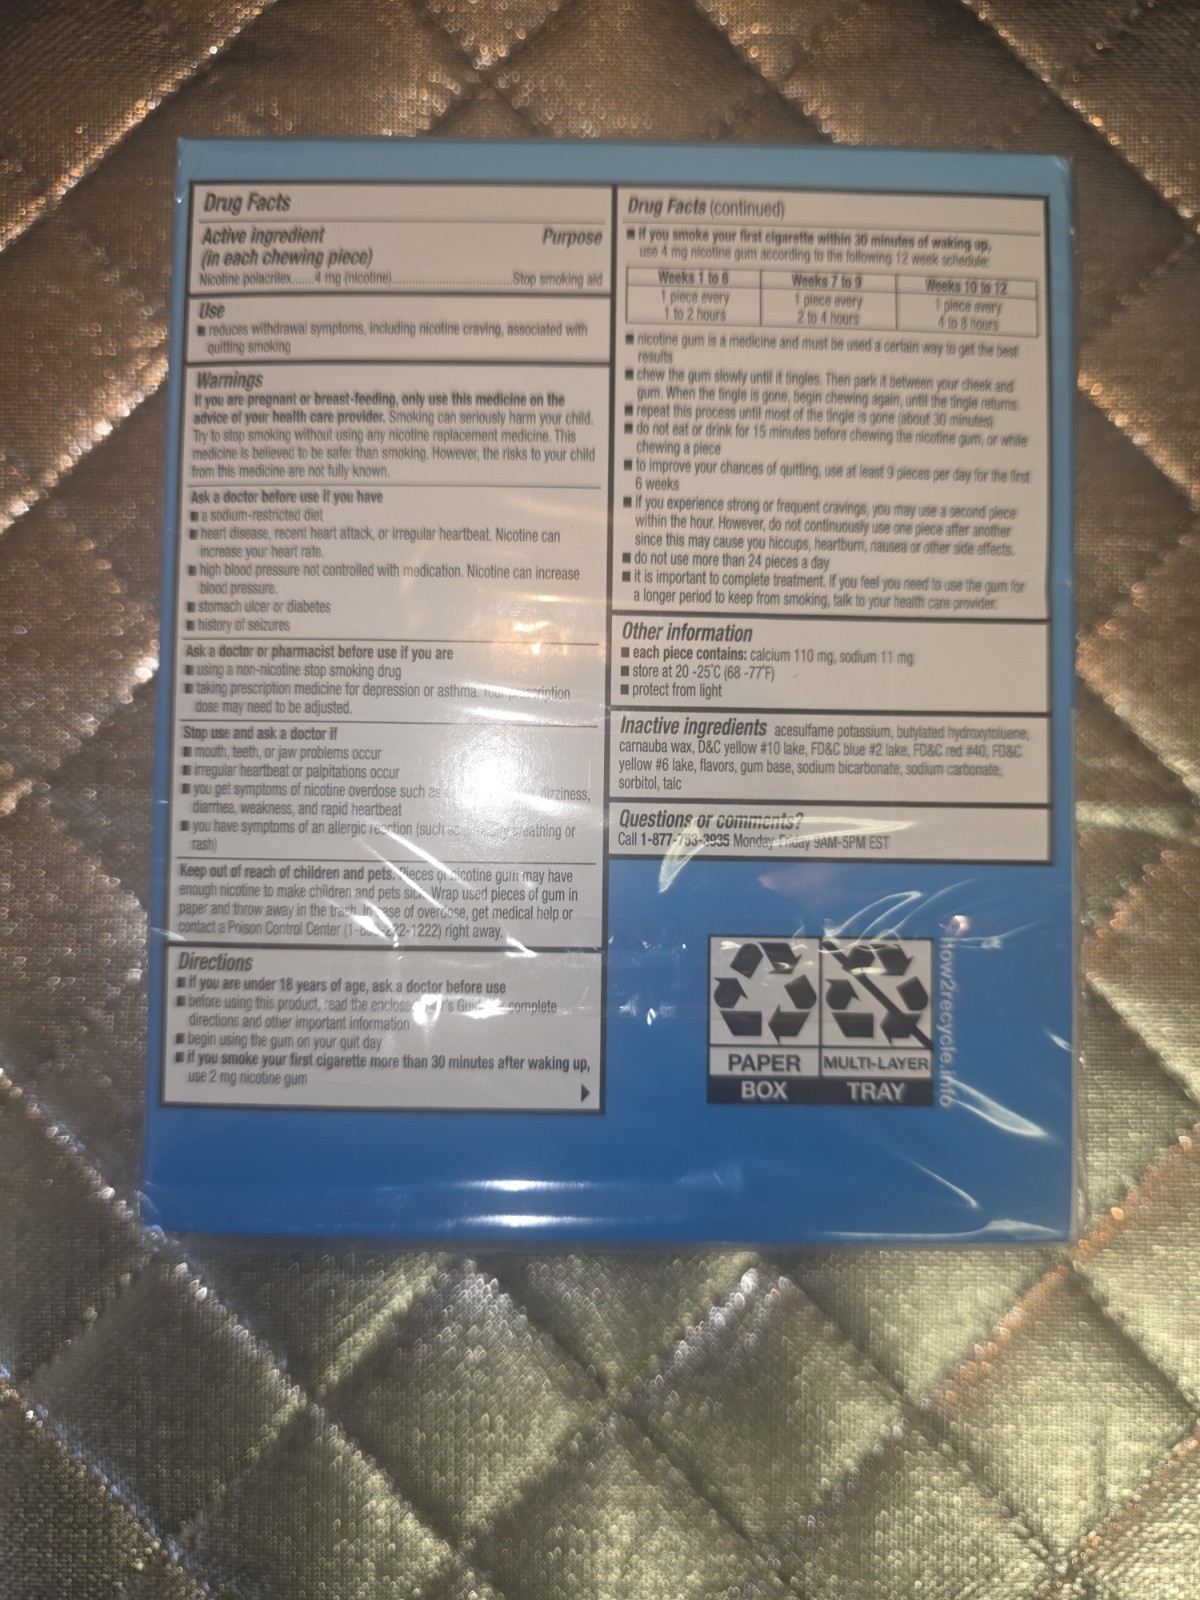 Drug Facts
Active ingredient Purpose
(in each chewing piece)
Nicotine polacrilex.......4 mg (nicotine)..............................Stop smoking aid
Use
■ reduces withdrawal symptoms, including nicotine craving, associated with
quitting smoking
Warnings
If you are pregnant or breast-feeding, only use this medicine on the
advice of your health care provider. Smoking can seriously harm your child.
Try to stop smoking without using any nicotine replacement medicine. This
medicine is believed to be safer than smoking. However, the risks to your child
from this medicine are not fully known.
Ask a doctor before use if you have
■ a sodium-restricted diet
■ heart disease, recent heart attack, or irregular heartbeat. Nicotine can
increase your heart rate.
■ high blood pressure not controlled with medication. Nicotine can increase
blood pressure.
■ stomach ulcer or diabetes
■ history of seizures
Ask a doctor or pharmacist before use if you are
■ using a non-nicotine stop smoking drug
■ taking prescription medicine for depression or asthma. Your prescription
dose may need to be adjusted.
Stop use and ask a doctor if
■ mouth, teeth, or jaw problems occur
■ irregular heartbeat or palpitations occur
■ you get symptoms of nicotine overdose such as dizziness,
diarrhea, weakness, and rapid heartbeat
■ you have symptoms of an allergic reaction (such as breathing or
rash)
Keep out of reach of children and pets. Pieces of nicotine gum may have
enough nicotine to make children and pets sick. Wrap used pieces of gum in
paper and throw away in the trash. In case of overdose, get medical help or
contact a Poison Control Center (1-800-222-1222) right away.
Directions
■ if you are under 18 years of age, ask a doctor before use
■ before using this product, read the enclosed complete
directions and other important information
■ begin using the gum on your quit day
■ if you smoke your first cigarette more than 30 minutes after waking up,
use 2 mg nicotine gum
Drug Facts (continued)
■ if you smoke your first cigarette within 30 minutes of waking up,
use 4 mg nicotine gum according to the following 12 week schedule:
Weeks 1 to 6 Weeks 7 to 9 Weeks 10 to 12
1 piece every 1 piece every 1 piece every
1 to 2 hours 2 to 4 hours 4 to 8 hours
■ nicotine gum is a medicine and must be used a certain way to get the best
results
■ chew the gum slowly until it tingles. Then park it between your cheek and
gum. When the tingle is gone, begin chewing again, until the tingle returns.
■ repeat this process until most of the tingle is gone (about 30 minutes)
■ do not eat or drink for 15 minutes before chewing the nicotine gum, or while
chewing a piece
■ to improve your chances of quitting, use at least 9 pieces per day for the first
6 weeks
■ if you experience strong or frequent cravings, you may use a second piece
within the hour. However, do not continuously use one piece after another
since this may cause you hiccups, heartburn, nausea or other side effects.
■ do not use more than 24 pieces a day
■ it is important to complete treatment. If you feel you need to use the gum for
a longer period to keep from smoking, talk to your health care provider.
Other information
■ each piece contains: calcium 110 mg, sodium 11 mg
■ store at 20 -25°C (68 -77°F)
■ protect from light
Inactive ingredients acesulfame potassium, butylated hydroxytoluene,
carnauba wax, D&C yellow #10 lake, FD&C blue #2 lake, FD&C red #40, FD&C
yellow #6 lake, flavors, gum base, sodium bicarbonate, sodium carbonate,
sorbitol, talc
Questions or comments?
Call 1-877-753-3935 Monday-Friday 9AM-5PM EST
PAPER MULTI-LAYER
BOX TRAY
how2recycle.info